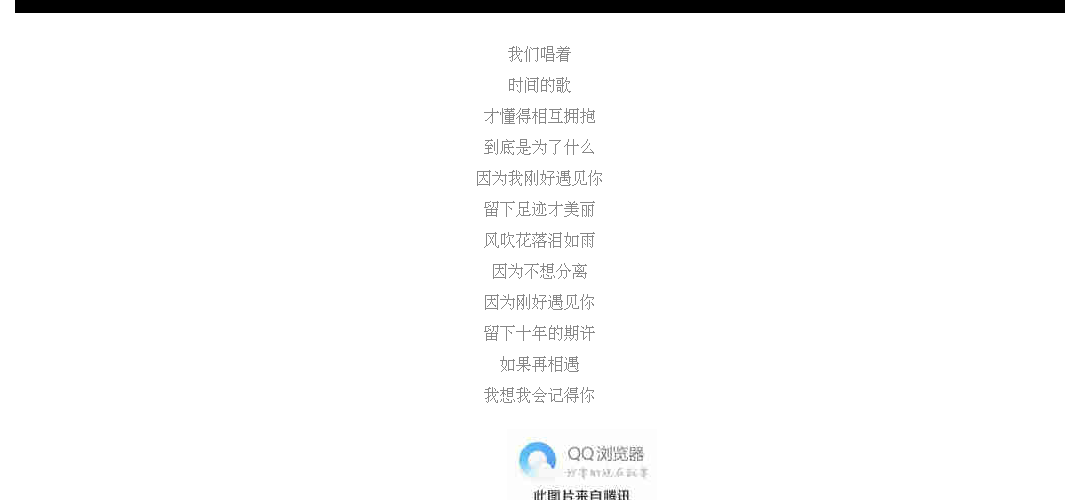 我们唱着
时间的歌
才懂得相互拥抱
到底是为了什么
因为我刚好遇见你
留下足迹才美丽
风吹花落泪如雨
因为不想分离
因为刚好遇见你
留下十年的期许
如果再相遇
我想我会记得你
QQ浏览器
此图片来自腾讯